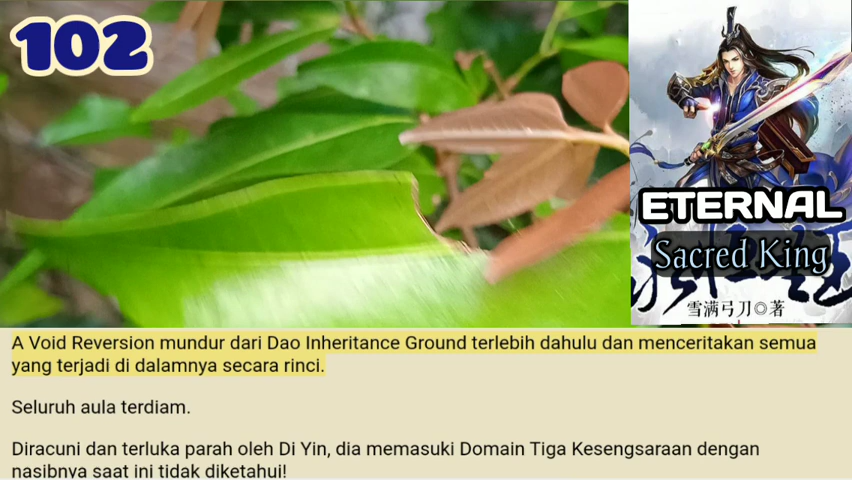 102
ETERNAL
Sacred King
雪满弓刀◎著
A Void Reversion mundur dari Dao Inheritance Ground terlebih dahulu dan menceritakan semua
yang terjadi di dalamnya secara rinci.
Seluruh aula terdiam.
Diracuni dan terluka parah oleh Di Yin, dia memasuki Domain Tiga Kesengsaraan dengan
nasibnya saat ini tidak diketahui!